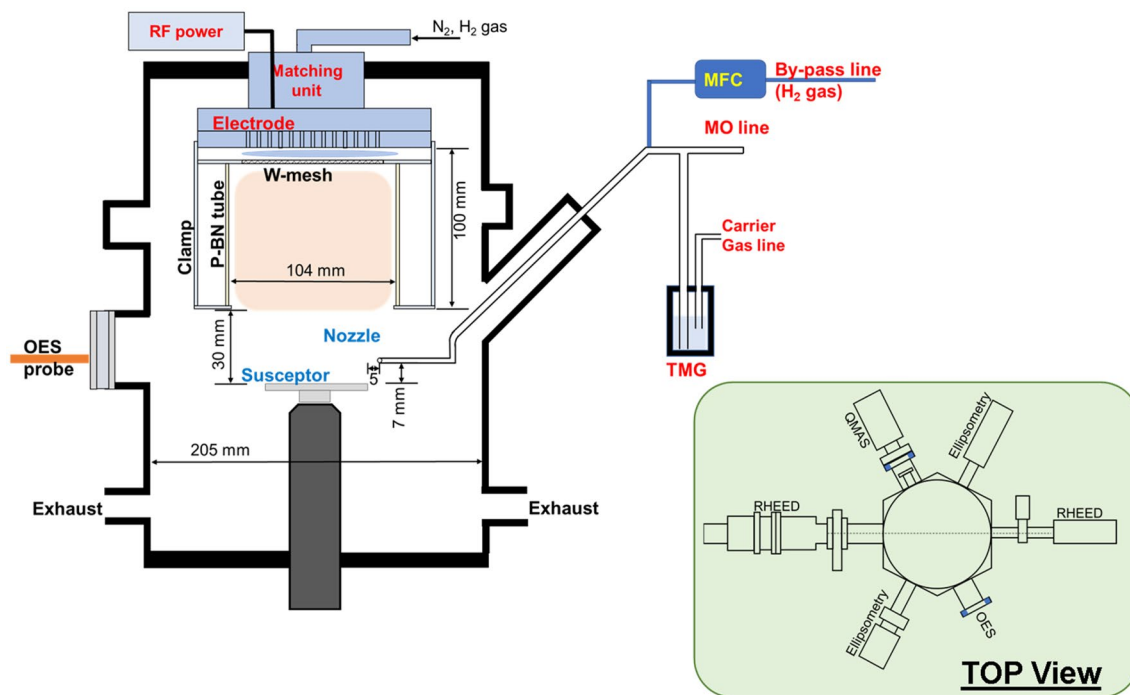 RF power
N₂, H₂ gas
Matching
unit
Electrode
W-mesh
Clamp
P-BN tube
100 mm
104 mm
30 mm
Nozzle
Susceptor
5
7 mm
OES
probe
205 mm
Exhaust
Exhaust
MFC
By-pass line
(H₂ gas)
MO line
Carrier
Gas line
TMG
QMAS
Ellipsometry
RHEED
RHEED
Ellipsometry
OES
TOP View